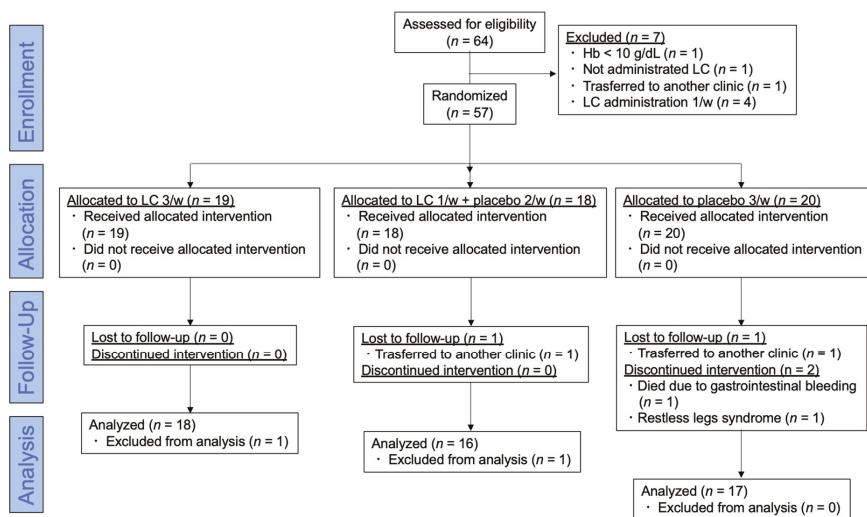 Enrollment
Assessed for eligibility
(n = 64)
Excluded (n = 7)
· Hb < 10 g/dL (n = 1)
· Not administrated LC (n = 1)
· Trasferred to another clinic (n = 1)
· LC administration 1/w (n = 4)
Randomized
(n = 57)
Allocation
Allocated to LC 3/w (n = 19)
· Received allocated intervention
(n = 19)
· Did not receive allocated intervention
(n = 0)
Allocated to LC 1/w + placebo 2/w (n = 18)
· Received allocated intervention
(n = 18)
· Did not receive allocated intervention
(n = 0)
Allocated to placebo 3/w (n = 20)
· Received allocated intervention
(n = 20)
· Did not receive allocated intervention
(n = 0)
Follow-Up
Lost to follow-up (n = 0)
Discontinued intervention (n = 0)
Lost to follow-up (n = 1)
· Trasferred to another clinic (n = 1)
Discontinued intervention (n = 0)
Lost to follow-up (n = 1)
· Trasferred to another clinic (n = 1)
Discontinued intervention (n = 2)
· Died due to gastrointestinal bleeding
(n = 1)
· Restless legs syndrome (n = 1)
Analysis
Analyzed (n = 18)
· Excluded from analysis (n = 1)
Analyzed (n = 16)
· Excluded from analysis (n = 1)
Analyzed (n = 17)
· Excluded from analysis (n = 0)